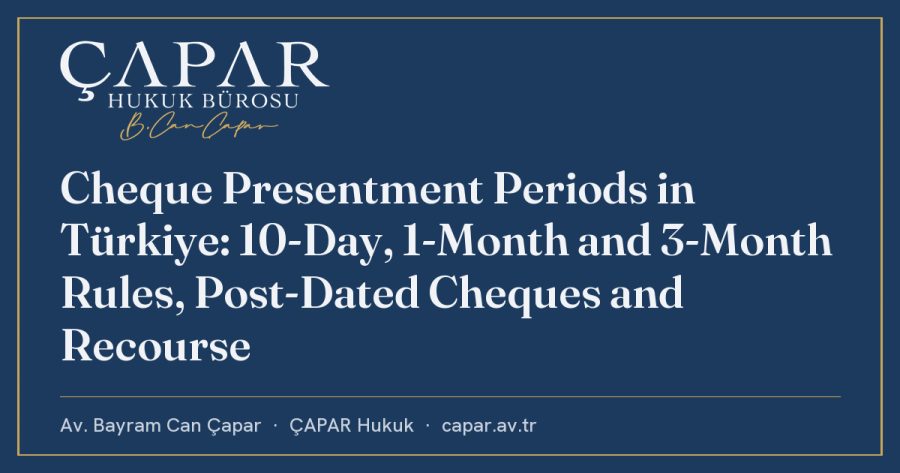 ÇAPAR
HUKUK BÜROSU
B.Can Çapar
Cheque Presentment Periods in
Türkiye: 10-Day, 1-Month and 3-Month
Rules, Post-Dated Cheques and
Recourse
Av. Bayram Can Çapar · ÇAPAR Hukuk · capar.av.tr